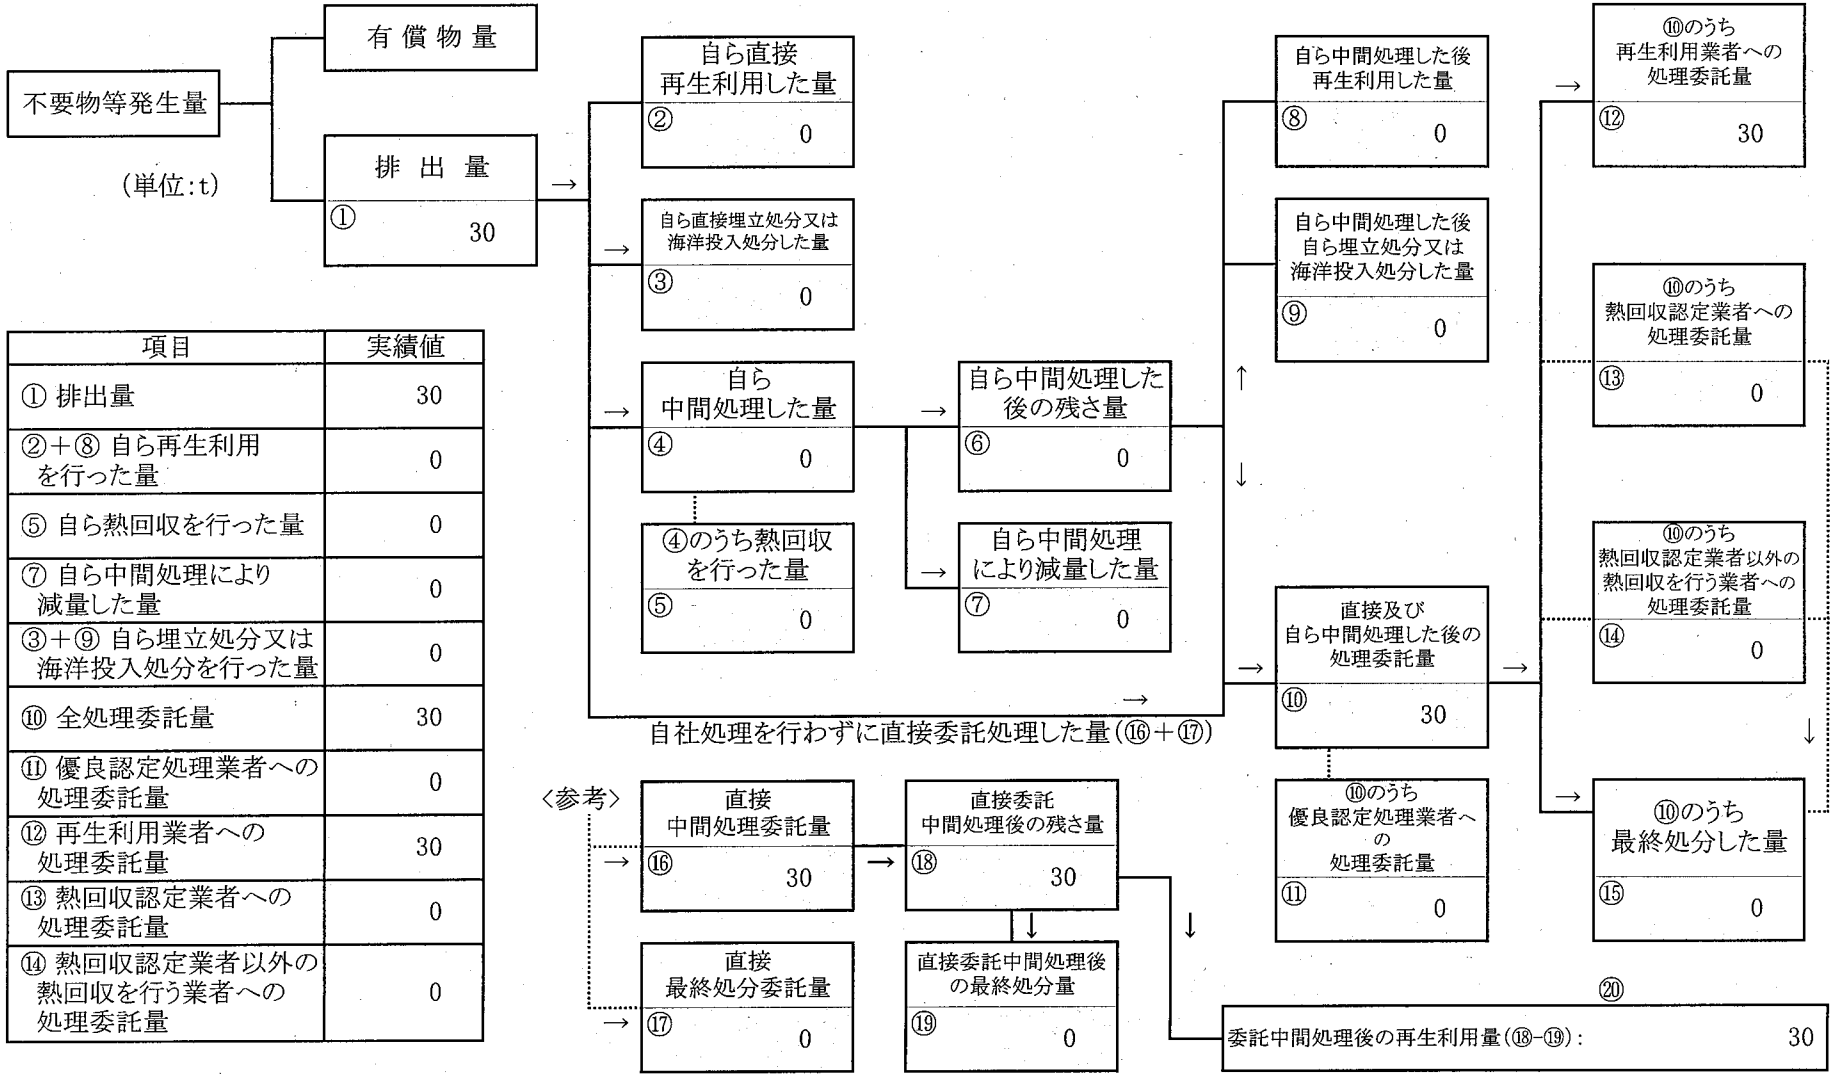 不要物等発生量
(単位:t)
有償物量
排出量
①
30
自ら直接
再生利用した量
②
0
自ら直接埋立処分又は
海洋投入処分した量
③
0
自ら
中間処理した量
④
0
④のうち熱回収
を行った量
⑤
0
自ら中間処理した
後の残さ量
⑥
0
自ら中間処理
により減量した量
⑦
0
自ら中間処理した後
再生利用した量
⑧
0
自ら中間処理した後
自ら埋立処分又は
海洋投入処分した量
⑨
0
直接及び
自ら中間処理した後の
処理委託量
⑩
30
⑩のうち
優良認定処理業者へ
の
処理委託量
⑪
0
⑩のうち
再生利用業者への
処理委託量
⑫
30
⑩のうち
熱回収認定業者への
処理委託量
⑬
0
⑩のうち
熱回収認定業者以外の
熱回収を行う業者への
処理委託量
⑭
0
⑩のうち
最終処分した量
⑮
0
自社処理を行わずに直接委託処理した量(⑯+⑰)
<参考>
直接
中間処理委託量
⑯
30
直接
最終処分委託量
⑰
0
直接委託
中間処理後の残さ量
⑱
30
直接委託中間処理後
の最終処分量
⑲
0
⑳
委託中間処理後の再生利用量(⑱-⑲): 30
項目 実績値
① 排出量 30
②+⑧ 自ら再生利用
を行った量 0
⑤ 自ら熱回収を行った量 0
⑦ 自ら中間処理により
減量した量 0
③+⑨ 自ら埋立処分又は
海洋投入処分を行った量 0
⑩ 全処理委託量 30
⑪ 優良認定処理業者への
処理委託量 0
⑫ 再生利用業者への
処理委託量 30
⑬ 熱回収認定業者への
処理委託量 0
⑭ 熱回収認定業者以外の
熱回収を行う業者への
処理委託量 0